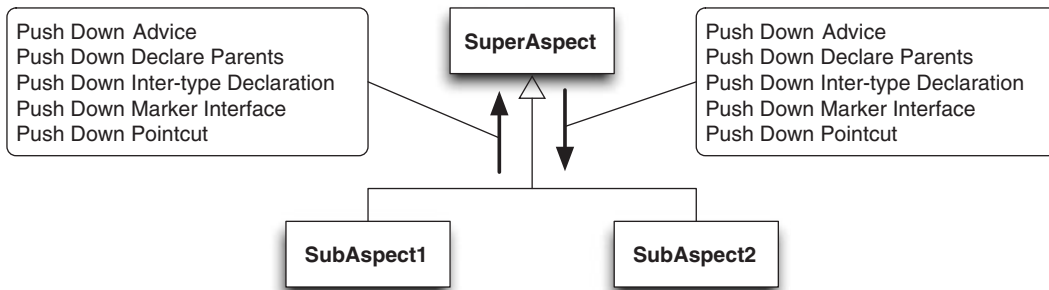 Push Down Advice
Push Down Declare Parents
Push Down Inter-type Declaration
Push Down Marker Interface
Push Down Pointcut
SuperAspect
Push Down Advice
Push Down Declare Parents
Push Down Inter-type Declaration
Push Down Marker Interface
Push Down Pointcut
SubAspect1
SubAspect2